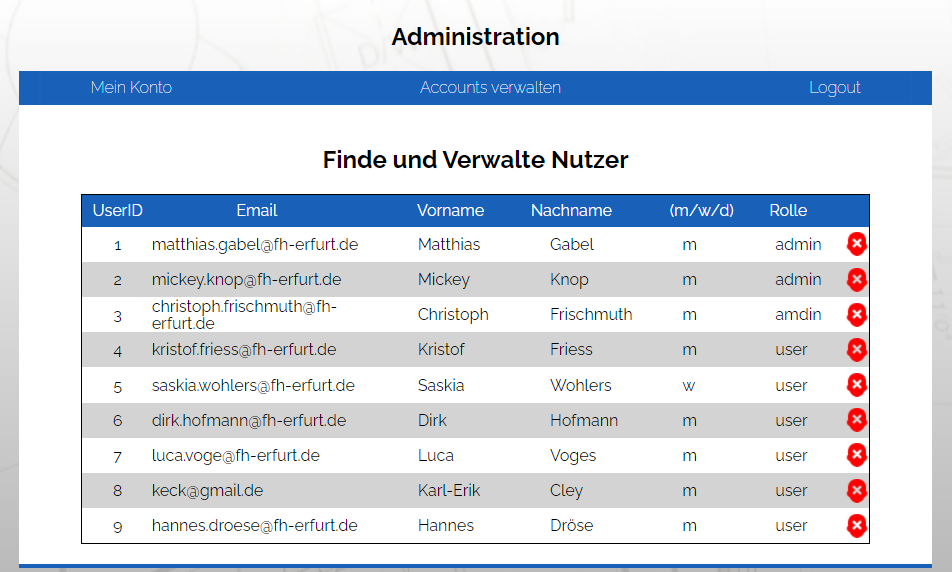 Administration
Mein Konto Accounts verwalten Logout
Finde und Verwalte Nutzer
UserID Email Vorname Nachname (m/w/d) Rolle
1 matthias.gabel@fh-erfurt.de Matthias Gabel m admin
2 mickey.knop@fh-erfurt.de Mickey Knop m admin
3 christoph.frischmuth@fh-
erfurt.de Christoph Frischmuth m amdin
4 kristof.friess@fh-erfurt.de Kristof Friess m user
5 saskia.wohlers@fh-erfurt.de Saskia Wohlers w user
6 dirk.hofmann@fh-erfurt.de Dirk Hofmann m user
7 luca.voge@fh-erfurt.de Luca Voges m user
8 keck@gmail.de Karl-Erik Cley m user
9 hannes.droese@fh-erfurt.de Hannes Dröse m user